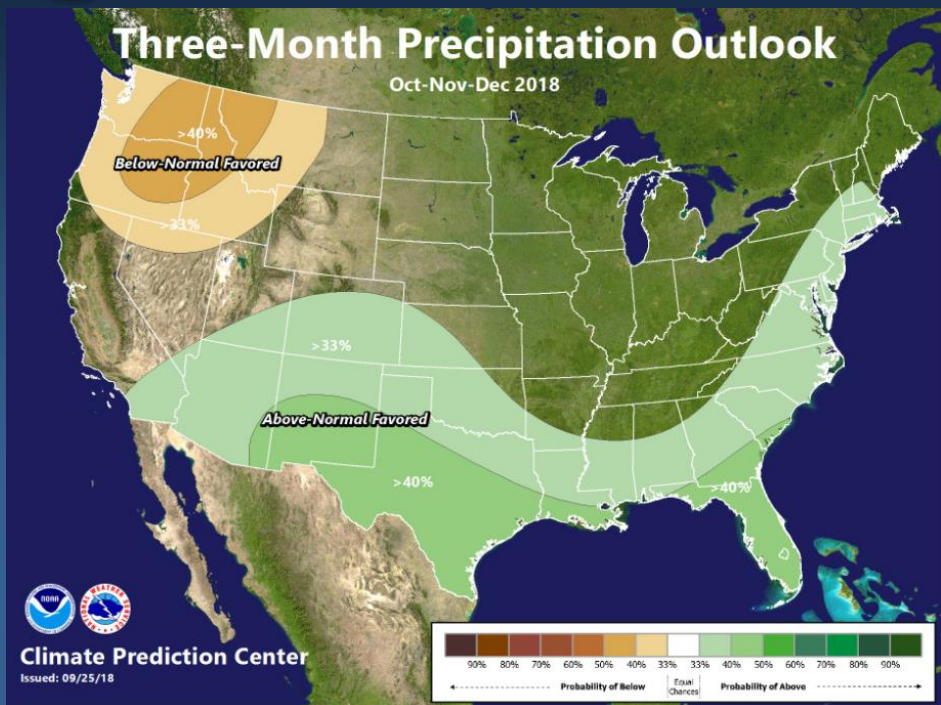 Three-Month Precipitation Outlook
Oct-Nov-Dec 2018
>40%
Below-Normal Favored
>33%
>33%
Above-Normal Favored
>40%
>40%
NOAA
Climate Prediction Center
Issued: 09/25/18
90% 80% 70% 60% 50% 40% 33% 33% 40% 50% 60% 70% 80% 90%
Probability of Below Equal Chances Probability of Above